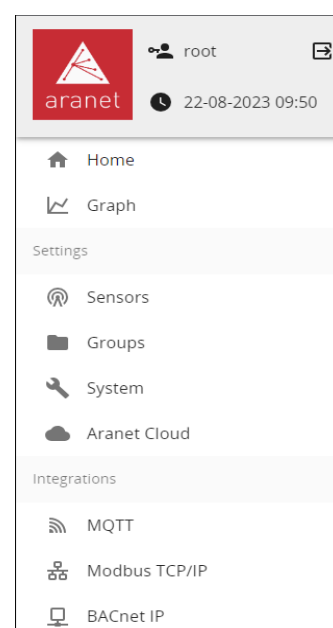 root
aranet
22-08-2023 09:50
Home
Graph
Settings
Sensors
Groups
System
Aranet Cloud
Integrations
MQTT
Modbus TCP/IP
BACnet IP